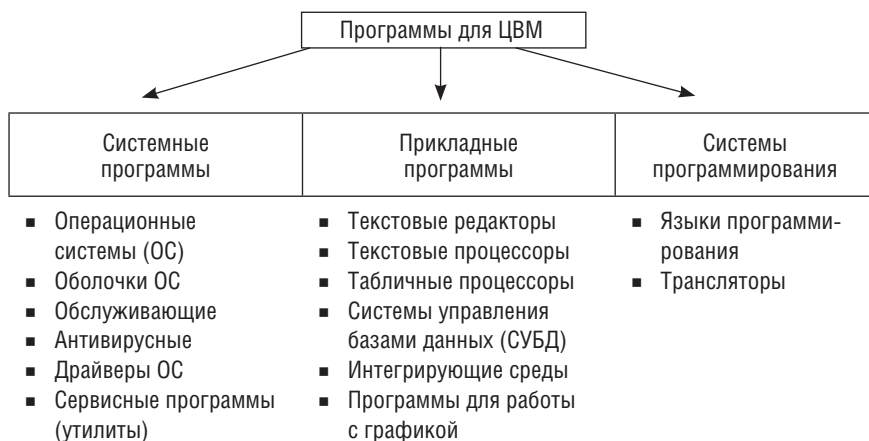 Программы для ЦВМ
Системные
программы
Прикладные
программы
Системы
программирования
▪ Операционные
системы (ОС)
▪ Оболочки ОС
▪ Обслуживающие
▪ Антивирусные
▪ Драйверы ОС
▪ Сервисные программы
(утилиты)
▪ Текстовые редакторы
▪ Текстовые процессоры
▪ Табличные процессоры
▪ Системы управления
базами данных (СУБД)
▪ Интегрирующие среды
▪ Программы для работы
с графикой
▪ Языки программи-
рования
▪ Трансляторы